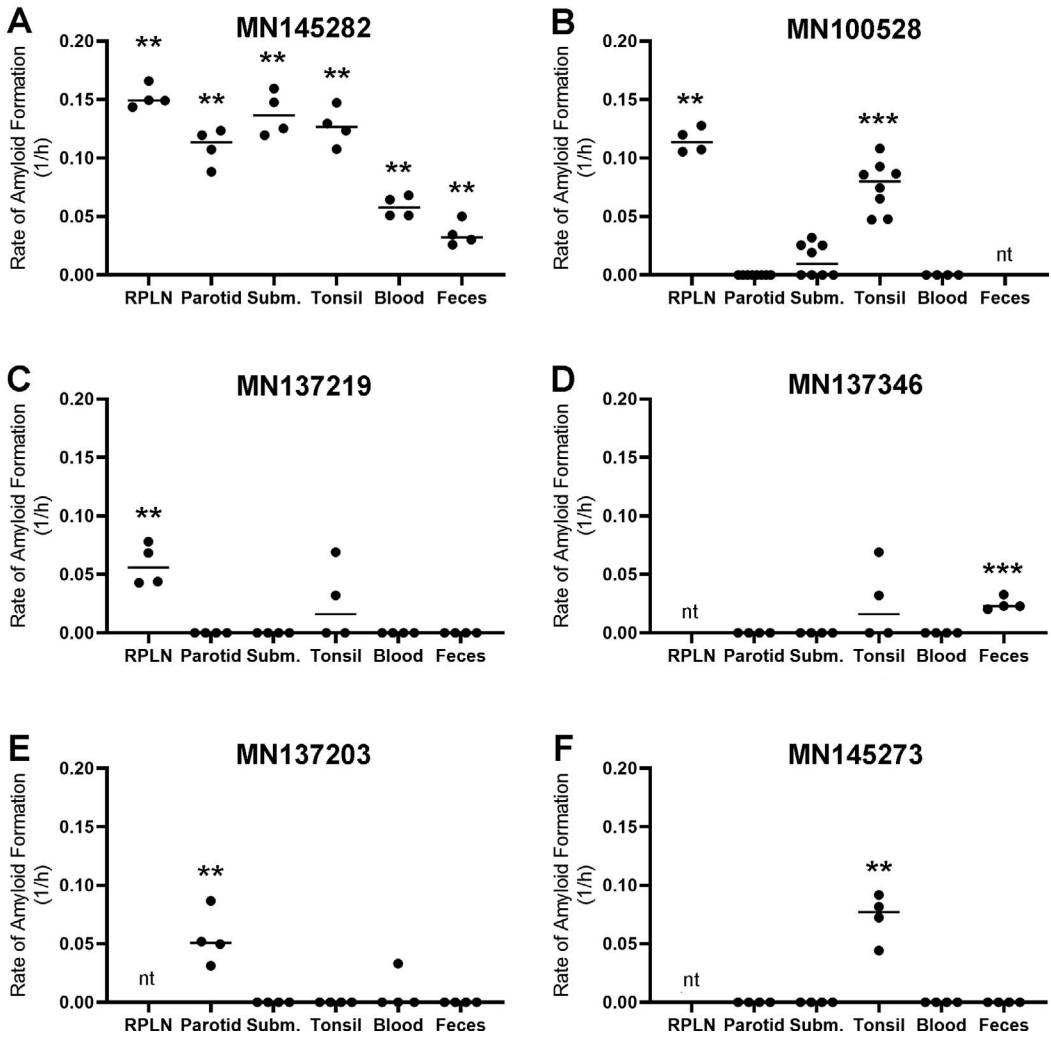 A
MN145282
**
**
**
**
**
**
Rate of Amyloid Formation
(1/h)
0.20
0.15
0.10
0.05
0.00
RPLN Parotid Subm. Tonsil Blood Feces
B
MN100528
**
***
nt
Rate of Amyloid Formation
(1/h)
0.20
0.15
0.10
0.05
0.00
RPLN Parotid Subm. Tonsil Blood Feces
C
MN137219
**
Rate of Amyloid Formation
(1/h)
0.20
0.15
0.10
0.05
0.00
RPLN Parotid Subm. Tonsil Blood Feces
D
MN137346
nt
***
Rate of Amyloid Formation
(1/h)
0.20
0.15
0.10
0.05
0.00
RPLN Parotid Subm. Tonsil Blood Feces
E
MN137203
nt
**
Rate of Amyloid Formation
(1/h)
0.20
0.15
0.10
0.05
0.00
RPLN Parotid Subm. Tonsil Blood Feces
F
MN145273
nt
**
Rate of Amyloid Formation
(1/h)
0.20
0.15
0.10
0.05
0.00
RPLN Parotid Subm. Tonsil Blood Feces